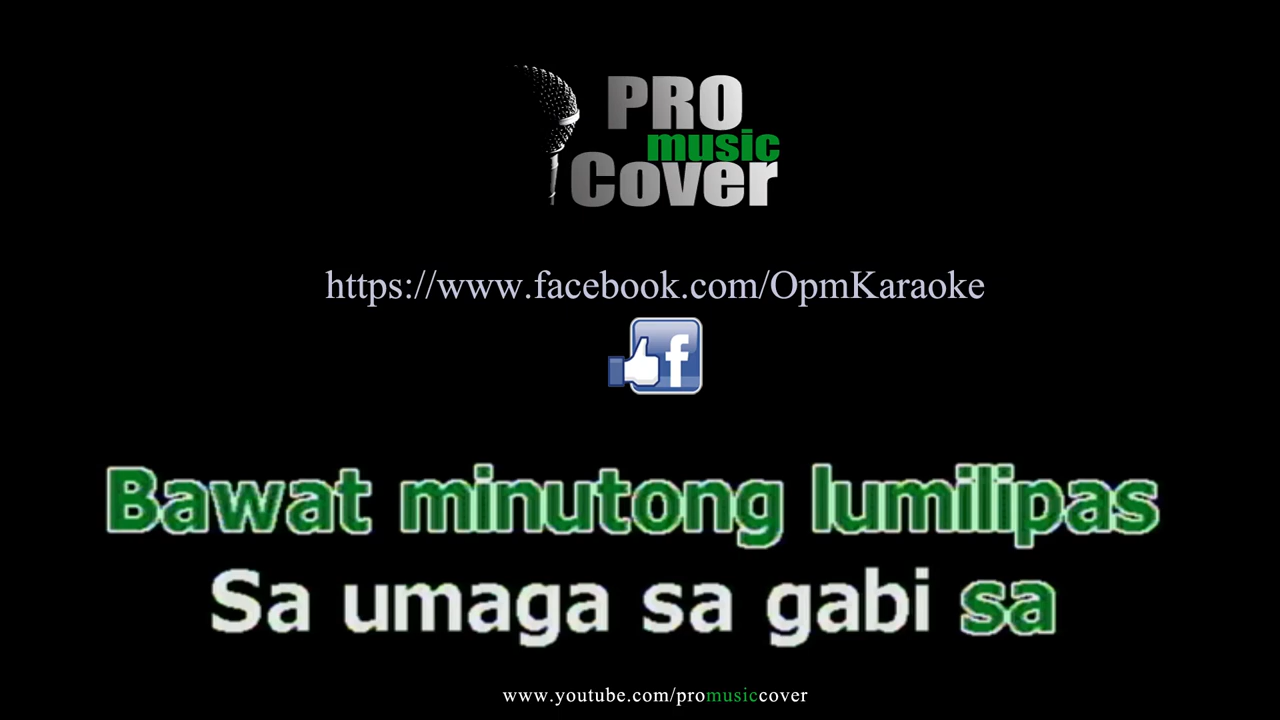 PRO
music
Cover
https://www.facebook.com/OpmKaraoke
f
Bawat minutong lumilipas
Sa umaga sa gabi sa
www.youtube.com/promusiccover